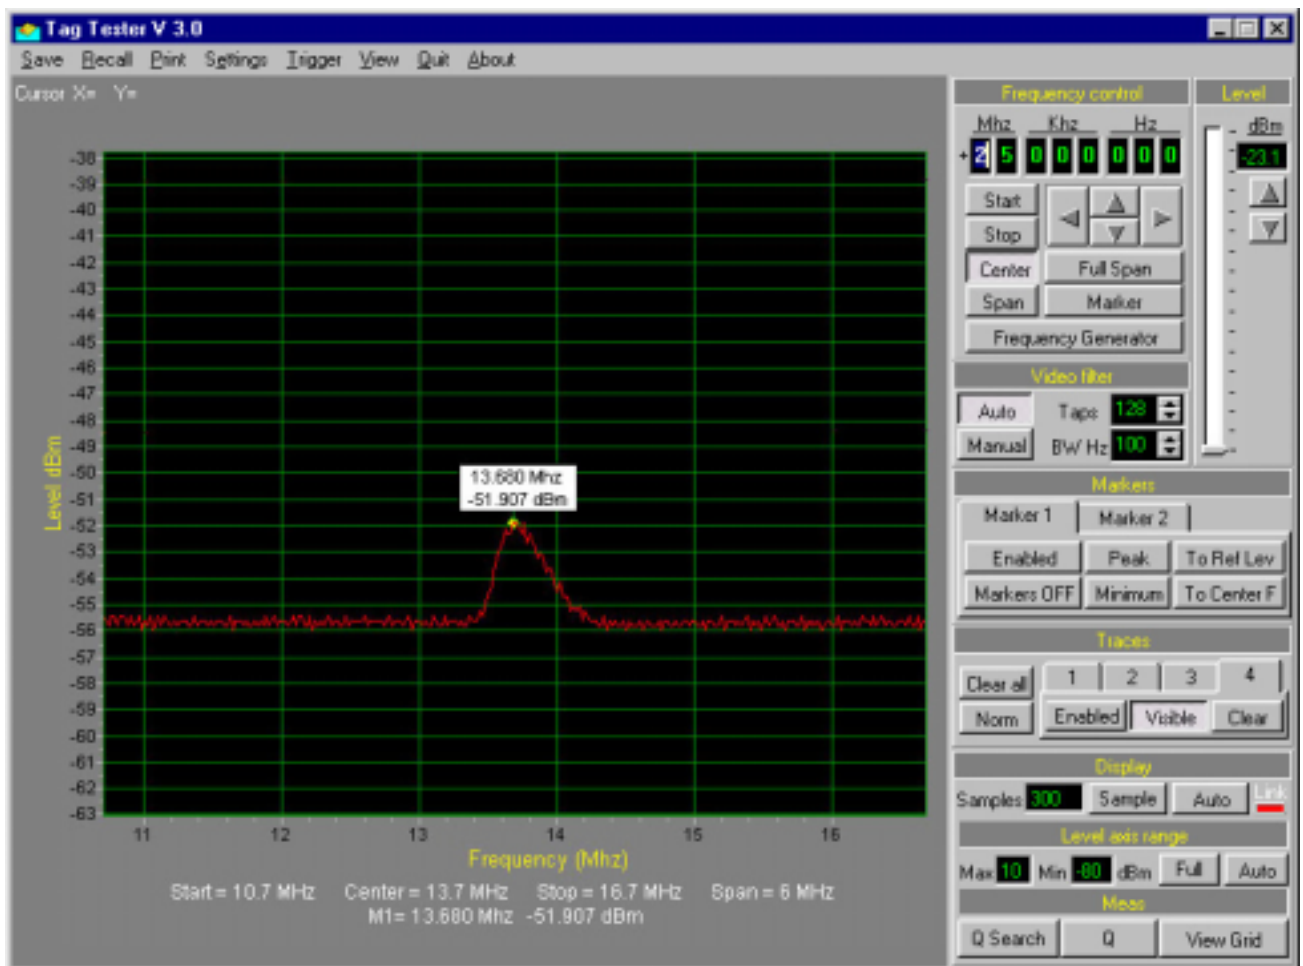 Tag Tester V 3.0
Save Recall Print Settings Trigger View Quit About
Cursor X= Y=
-38
-39
-40
-41
-42
-43
-44
-45
-46
-47
-48
-49
-50
-51
-52
-53
-54
-55
-56
-57
-58
-59
-60
-61
-62
-63
Level dBm
13.680 Mhz
-51.907 dBm
11 12 13 14 15 16
Frequency (Mhz)
Start = 10.7 MHz Center = 13.7 MHz Stop = 16.7 MHz Span = 6 MHz
M1= 13.680 Mhz -51.907 dBm
Frequency control
Mhz Khz Hz
+ 2 5 0 0 0 0 0 0
Start
Stop
Center Full Span
Span Marker
Frequency Generator
Level
dBm
-23.1
Video filter
Auto Taps 128
Manual BW Hz 100
Markers
Marker 1 Marker 2
Enabled Peak To Ref Lev
Markers OFF Minimum To Center F
Traces
Clear all 1 2 3 4
Norm Enabled Visible Clear
Display
Samples 300 Sample Auto Link
Level axis range
Max 10 Min -80 dBm Full Auto
Meas
Q Search Q View Grid